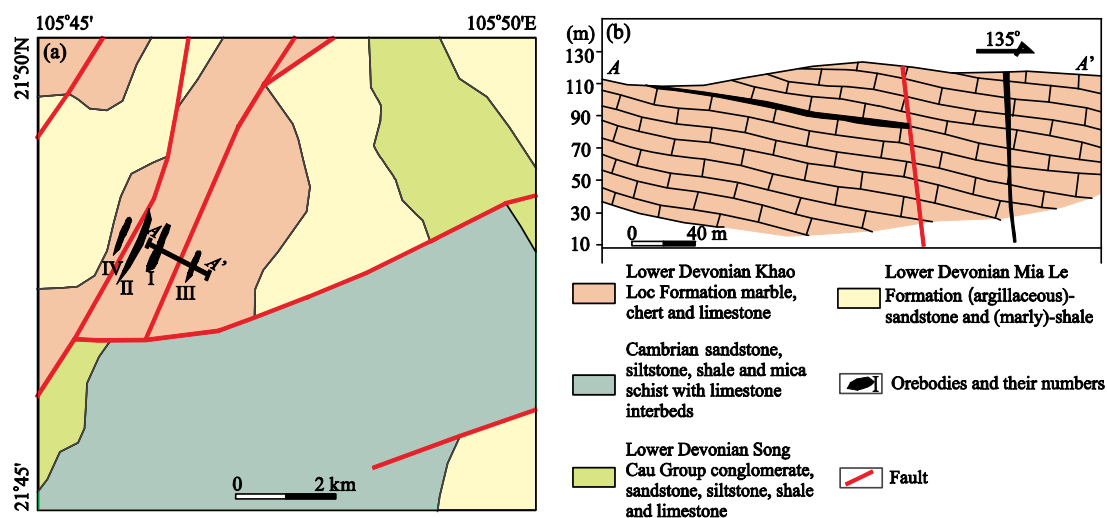 105°45'
105°50'E
21°50'N
(a)
A
A'
IV
II
I
III
0
2 km
21°45'
(m)
(b)
135°
130
A
A'
110
90
70
50
30
10
0
40 m
Lower Devonian Khao
Loc Formation marble,
chert and limestone
Lower Devonian Mia Le
Formation (argillaceous)-
sandstone and (marly)-shale
Cambrian sandstone,
siltstone, shale and mica
schist with limestone
interbeds
I
Orebodies and their numbers
Lower Devonian Song
Cau Group conglomerate,
sandstone, siltstone, shale
and limestone
Fault